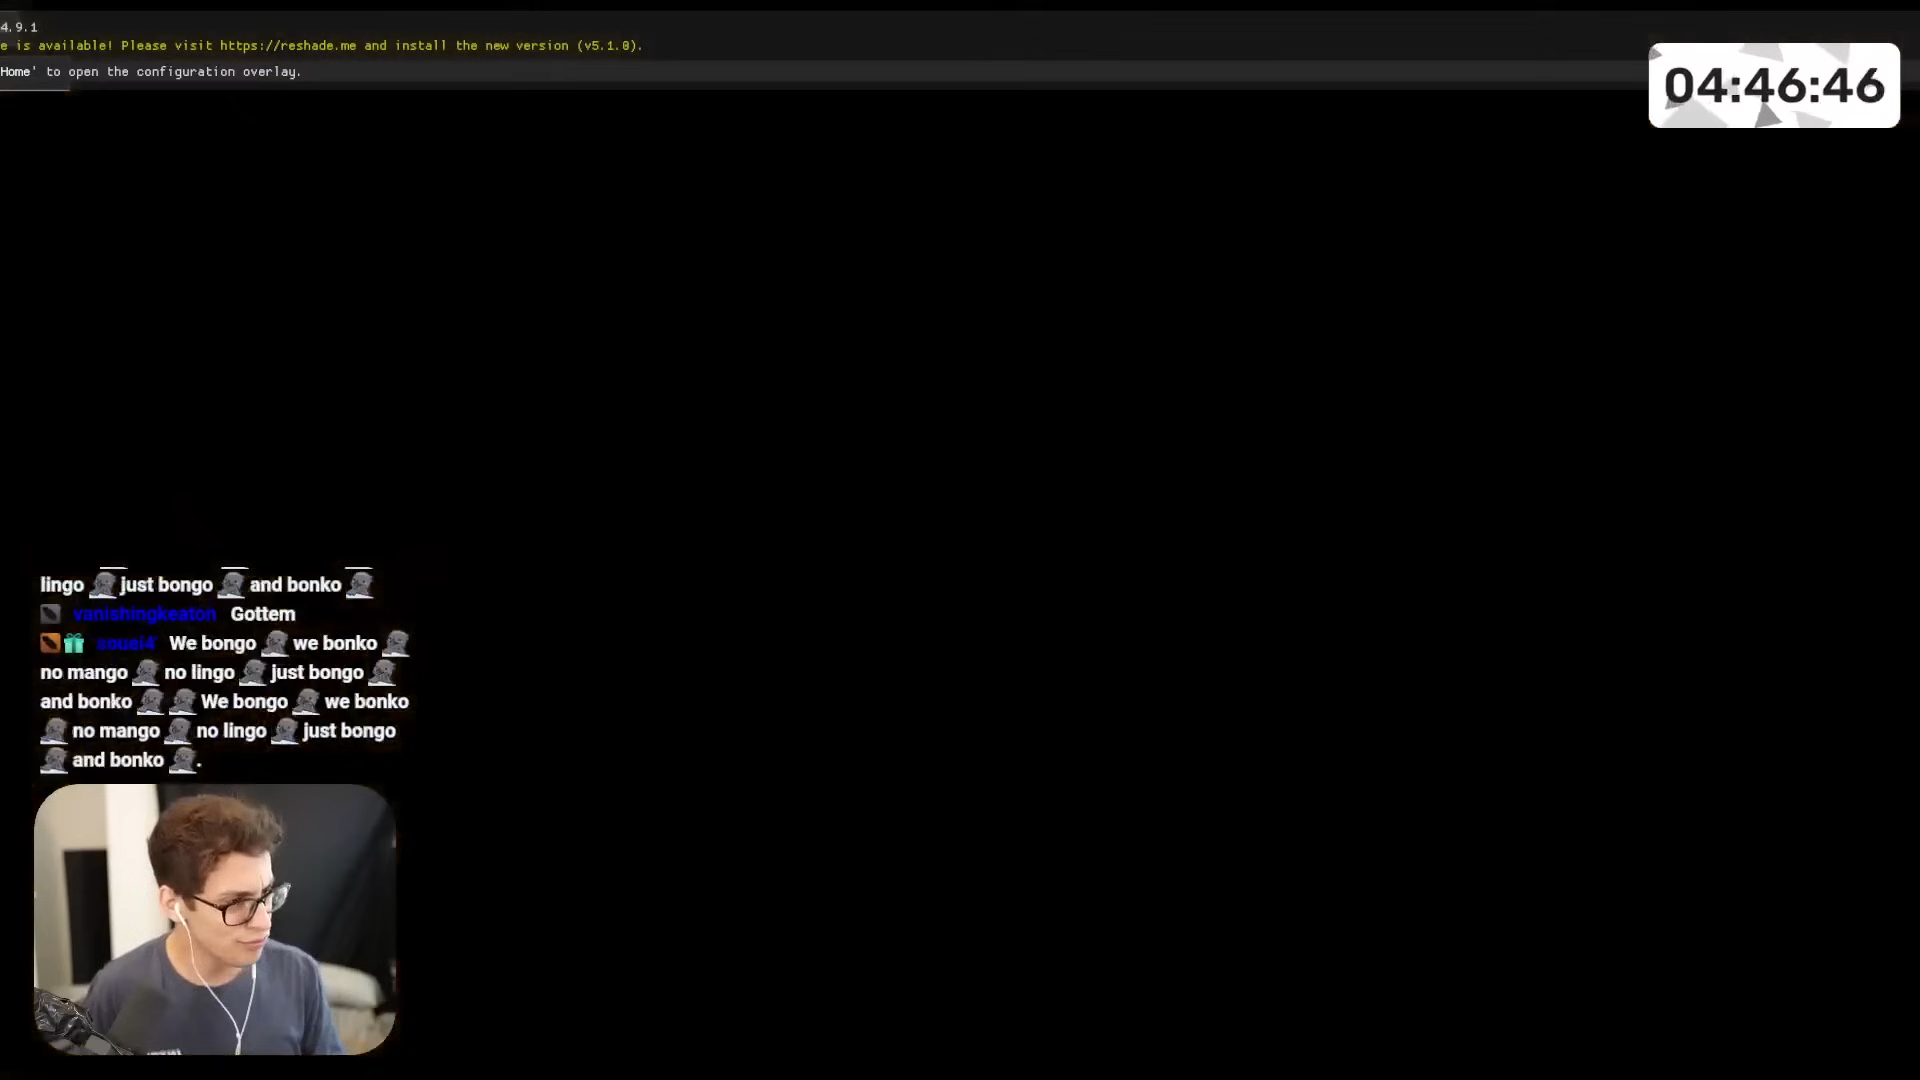 4.9.1
e is available! Please visit https://reshade.me and install the new version (v5.1.0).
Home' to open the configuration overlay.
04:46:46
lingo just bongo and bonko
vanishingkeaton Gottem
We bongo we bonko
no mango no lingo just bongo
and bonko We bongo we bonko
no mango no lingo just bongo
and bonko .